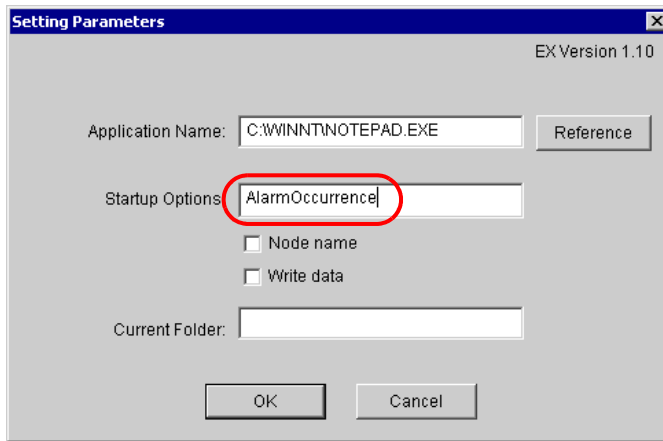 Setting Parameters
EX Version 1.10
Application Name: C:\WINNT\NOTEPAD.EXE Reference
Startup Options AlarmOccurrence
Node name
Write data
Current Folder:
OK Cancel